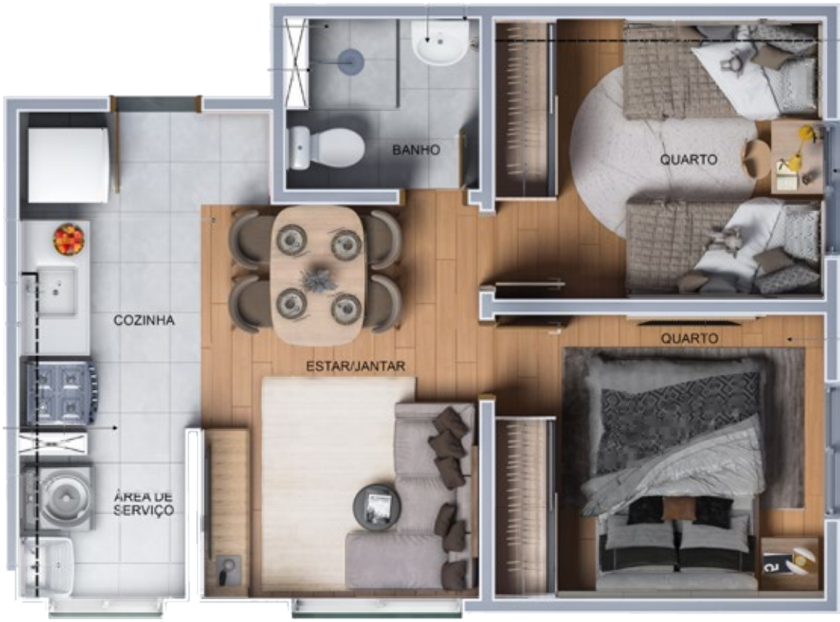 BANHO
QUARTO
COZINHA
QUARTO
ESTAR/JANTAR
ÁREA DE
SERVIÇO